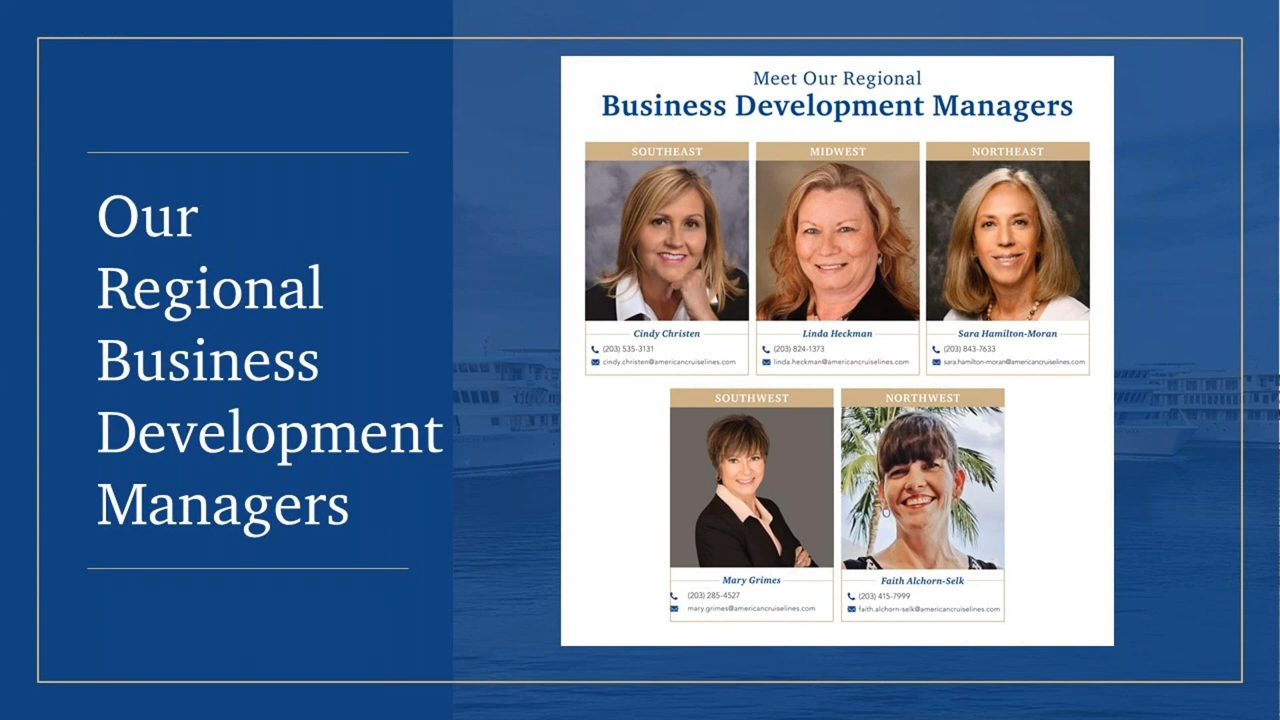 Our
Regional
Business
Development
Managers
Meet Our Regional
Business Development Managers
SOUTHEAST
Cindy Christen
(203) 535-3131
cindy.christen@americancruiselines.com
MIDWEST
Linda Heckman
(203) 824-1373
linda.heckman@americancruiselines.com
NORTHEAST
Sara Hamilton-Moran
(203) 843-7633
sara.hamilton-moran@americancruiselines.com
SOUTHWEST
Mary Grimes
(203) 285-4527
mary.grimes@americancruiselines.com
NORTHWEST
Faith Alchorn-Selk
(203) 415-7999
faith.alchorn-selk@americancruiselines.com